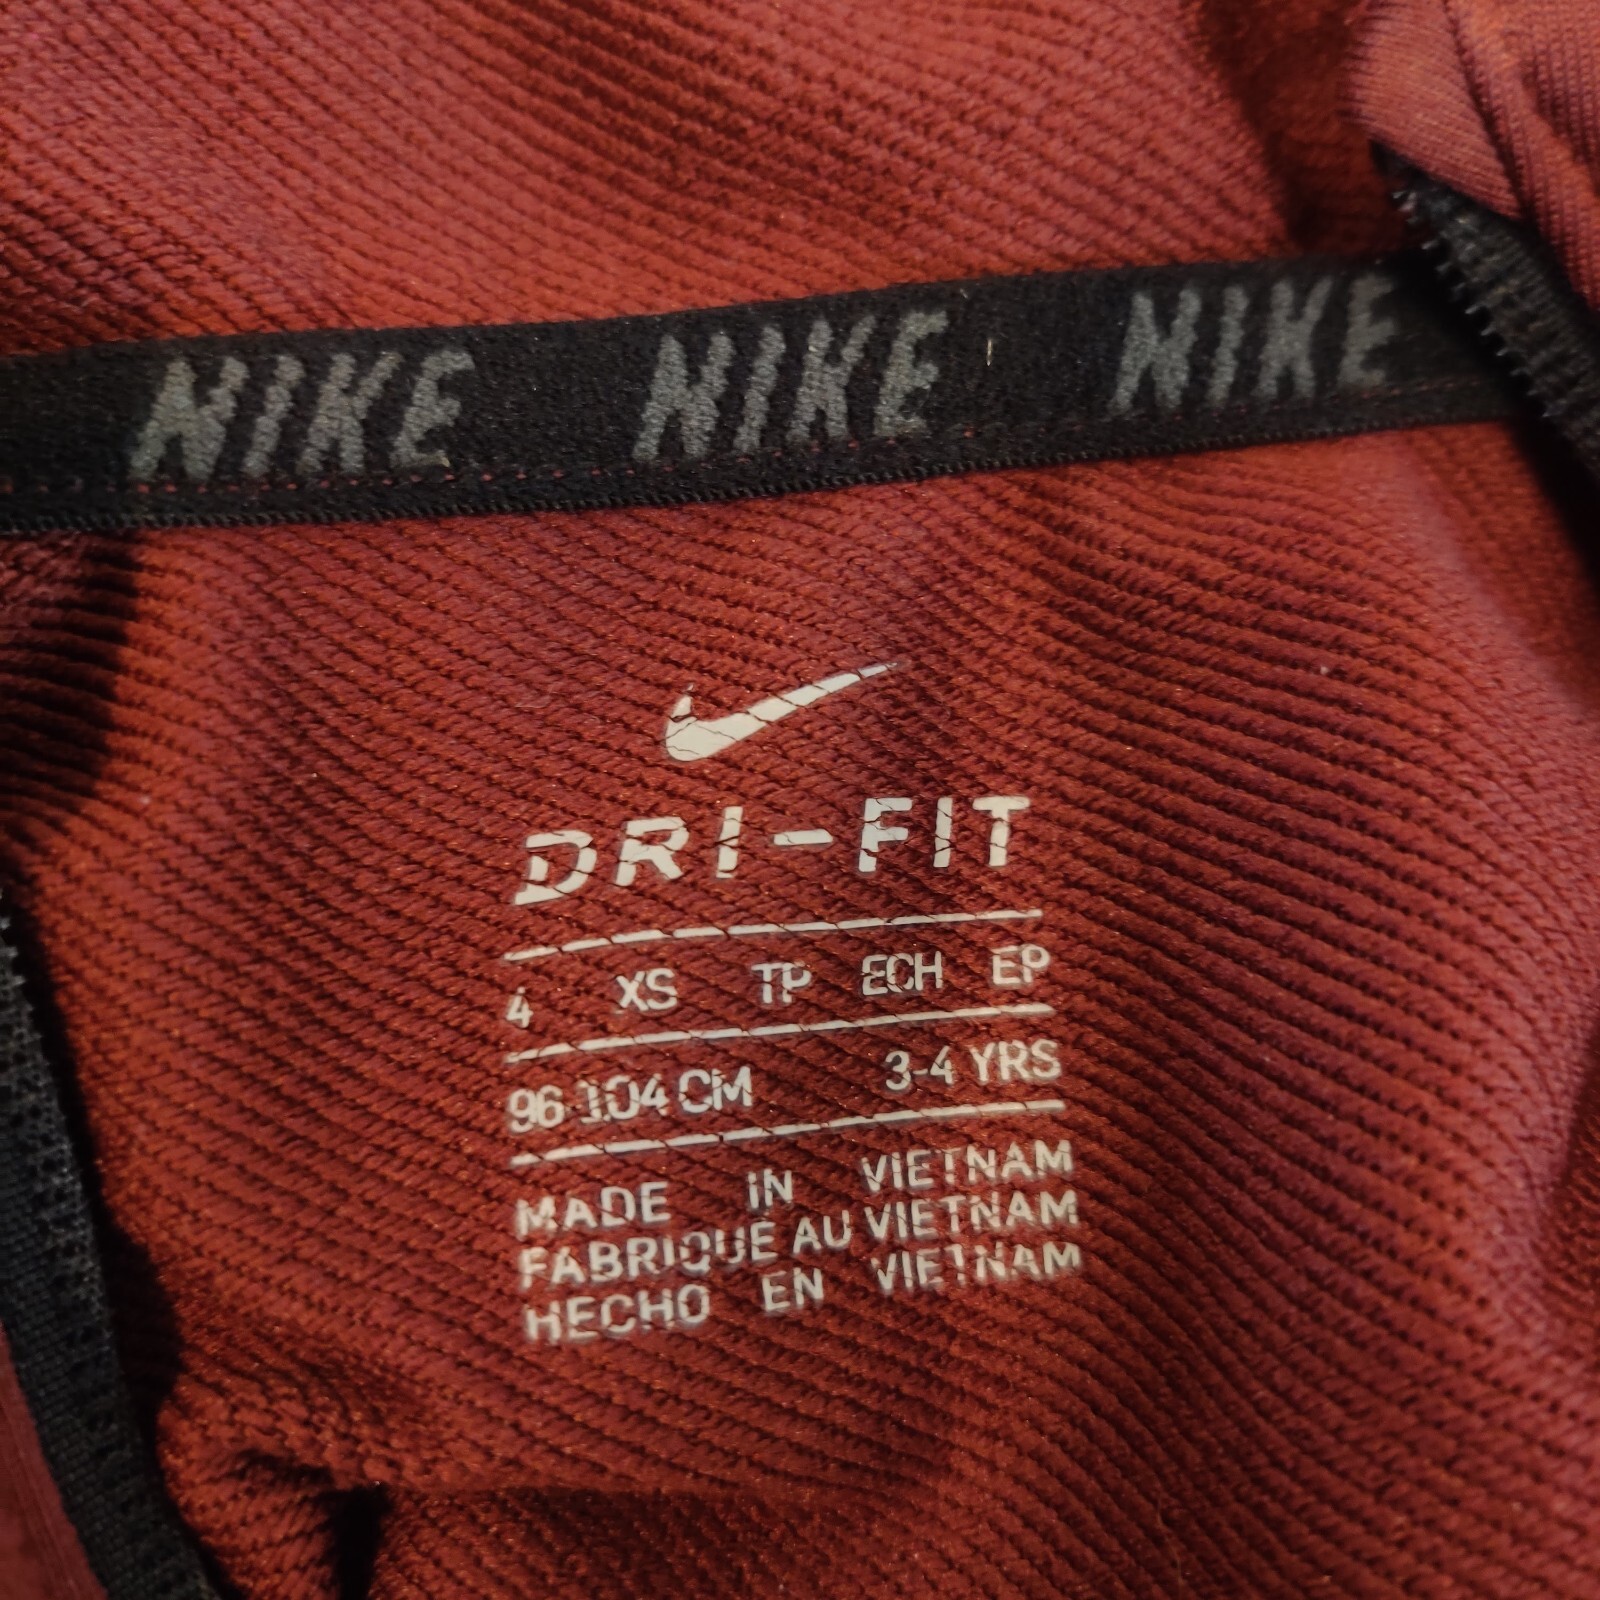 NIKE NIKE NIKE
DRI-FIT
4 XS TP ECH EP
96-104 CM 3-4 YRS
MADE IN VIETNAM
FABRIQUE AU VIETNAM
HECHO EN VIETNAM